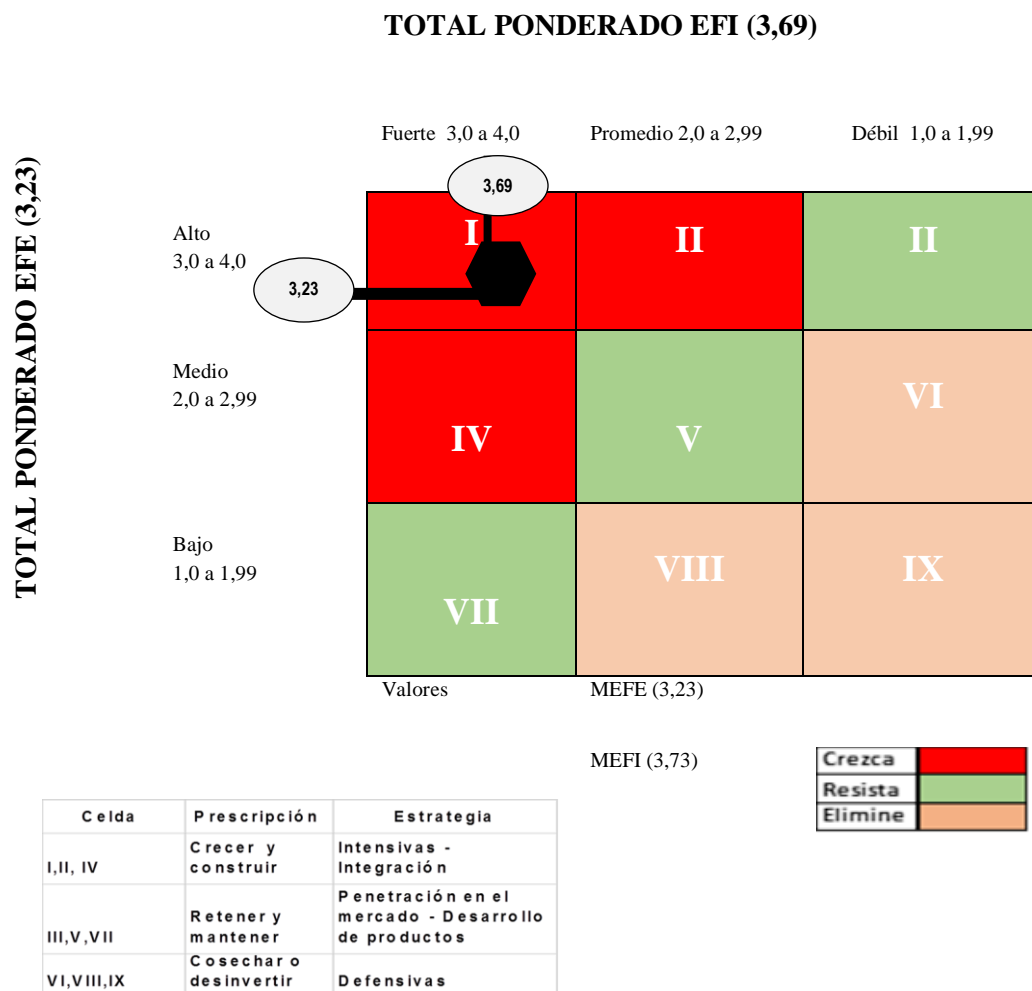 TOTAL PONDERADO EFI (3,69)
TOTAL PONDERADO EFE (3,23)
Fuerte 3,0 a 4,0
Promedio 2,0 a 2,99
Débil 1,0 a 1,99
3,69
Alto
3,0 a 4,0
3,23
I
II
II
Medio
2,0 a 2,99
IV
V
VI
Bajo
1,0 a 1,99
VII
VIII
IX
Valores
MEFE (3,23)
MEFI (3,73)
Crezca
Resista
Elimine
Celda
Prescripción
Estrategia
I,II, IV
Crecer y
construir
Intensivas -
Integración
III,V,VII
Retener y
mantener
Penetración en el
mercado - Desarrollo
de productos
VI,VIII,IX
Cosechar o
desinvertir
Defensivas